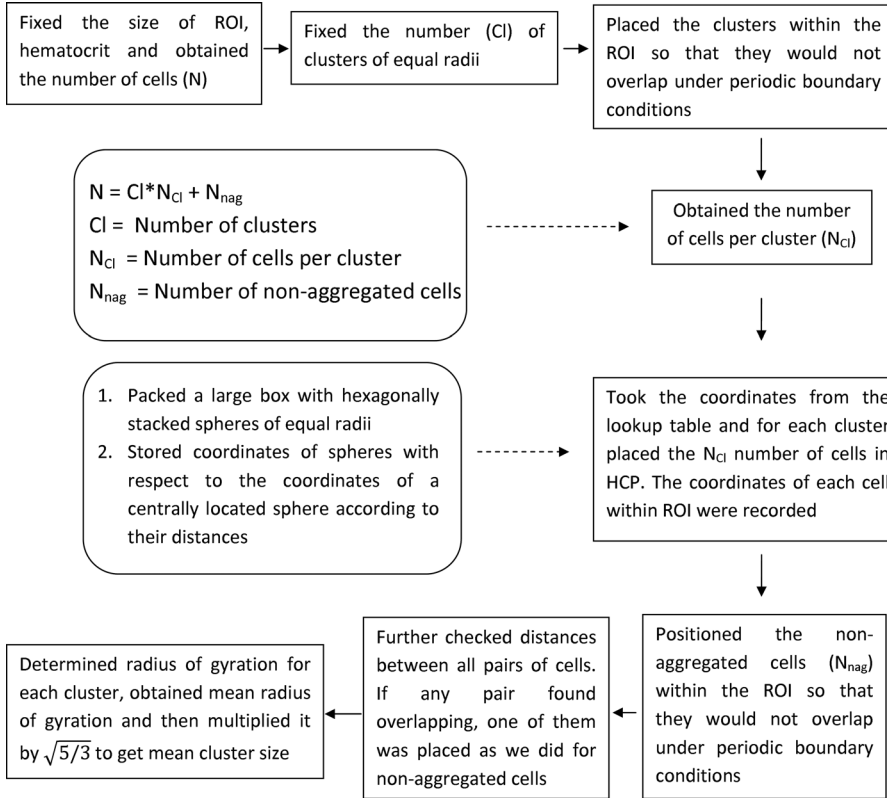 Fixed the size of ROI,
hematocrit and obtained
the number of cells (N)
Fixed the number (Cl) of
clusters of equal radii
Placed the clusters within the
ROI so that they would not
overlap under periodic boundary
conditions
N = Cl*N_Cl + N_nag
Cl = Number of clusters
N_Cl = Number of cells per cluster
N_nag = Number of non-aggregated cells
Obtained the number
of cells per cluster (N_Cl)
1. Packed a large box with hexagonally
stacked spheres of equal radii
2. Stored coordinates of spheres with
respect to the coordinates of a
centrally located sphere according to
their distances
Took the coordinates from the
lookup table and for each cluster
placed the N_Cl number of cells in
HCP. The coordinates of each cell
within ROI were recorded
Positioned the non-
aggregated cells (N_nag)
within the ROI so that
they would not overlap
under periodic boundary
conditions
Further checked distances
between all pairs of cells.
If any pair found
overlapping, one of them
was placed as we did for
non-aggregated cells
Determined radius of gyration for
each cluster, obtained mean radius
of gyration and then multiplied it
by √5/3 to get mean cluster size